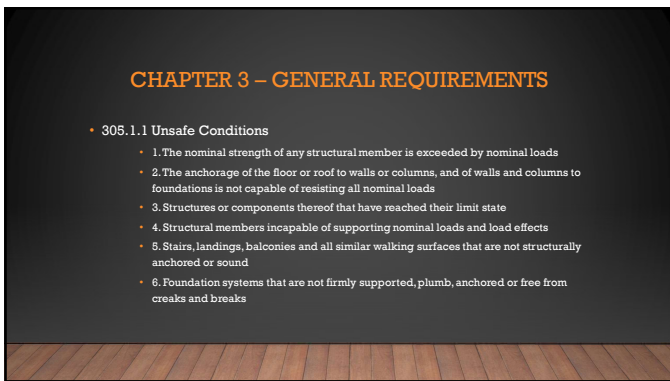 CHAPTER 3 – GENERAL REQUIREMENTS
• 305.1.1 Unsafe Conditions
• 1. The nominal strength of any structural member is exceeded by nominal loads
• 2. The anchorage of the floor or roof to walls or columns, and of walls and columns to
foundations is not capable of resisting all nominal loads
• 3. Structures or components thereof that have reached their limit state
• 4. Structural members incapable of supporting nominal loads and load effects
• 5. Stairs, landings, balconies and all similar walking surfaces that are not structurally
anchored or sound
• 6. Foundation systems that are not firmly supported, plumb, anchored or free from
creaks and breaks